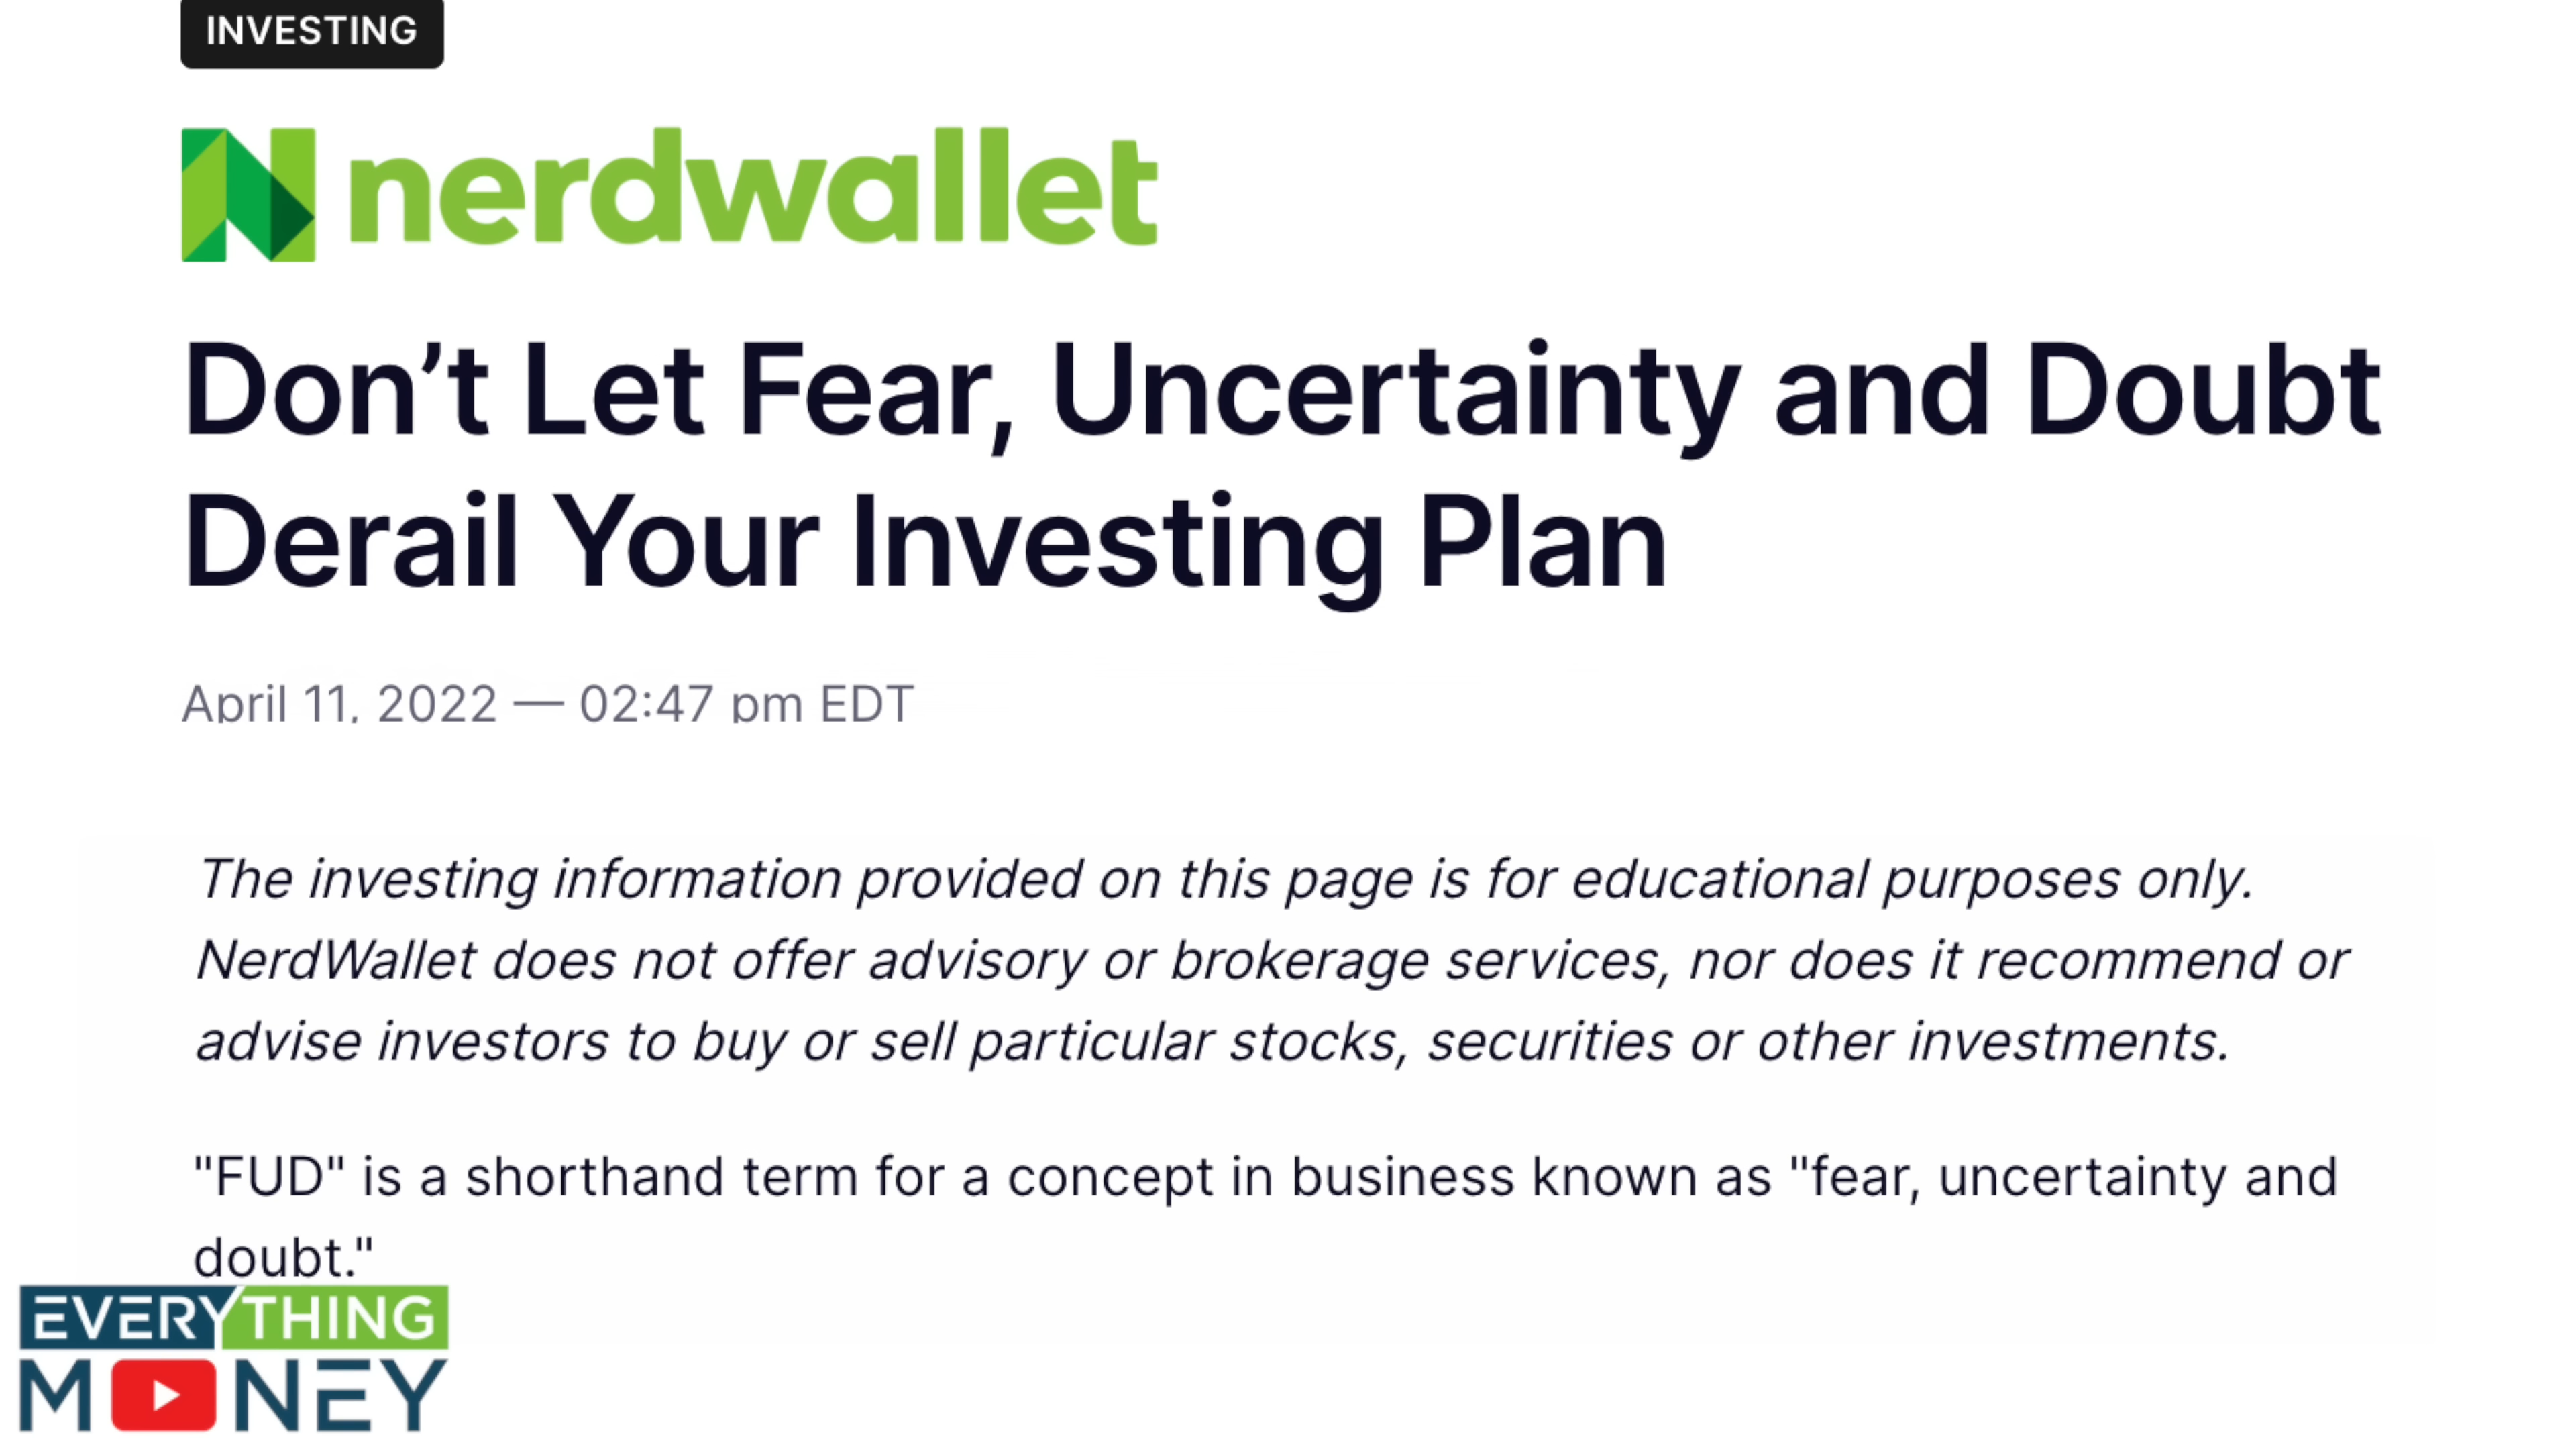 INVESTING
nerdwallet
Don’t Let Fear, Uncertainty and Doubt
Derail Your Investing Plan
April 11, 2022 — 02:47 pm EDT
The investing information provided on this page is for educational purposes only.
NerdWallet does not offer advisory or brokerage services, nor does it recommend or
advise investors to buy or sell particular stocks, securities or other investments.
"FUD" is a shorthand term for a concept in business known as "fear, uncertainty and
doubt."
EVERYTHING
MONEY